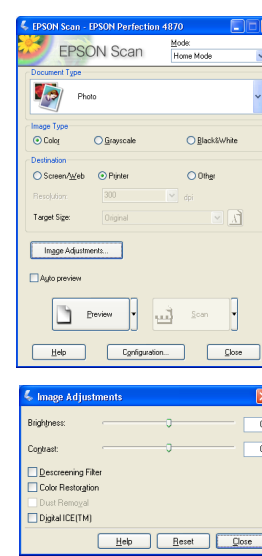 EPSON Scan - EPSON Perfection 4870
EPSON Scan
Mode:
Home Mode
Document Type
Photo
Image Type
Color Grayscale Black&White
Destination
Screen/Web Printer Other
Resolution: 300 dpi
Target Size: Original
Image Adjustments...
Auto preview
Preview Scan
Help Configuration... Close
Image Adjustments
Brightness:
Contrast:
Descreening Filter
Color Restoration
Dust Removal
Digital ICE(TM)
Help Reset Close